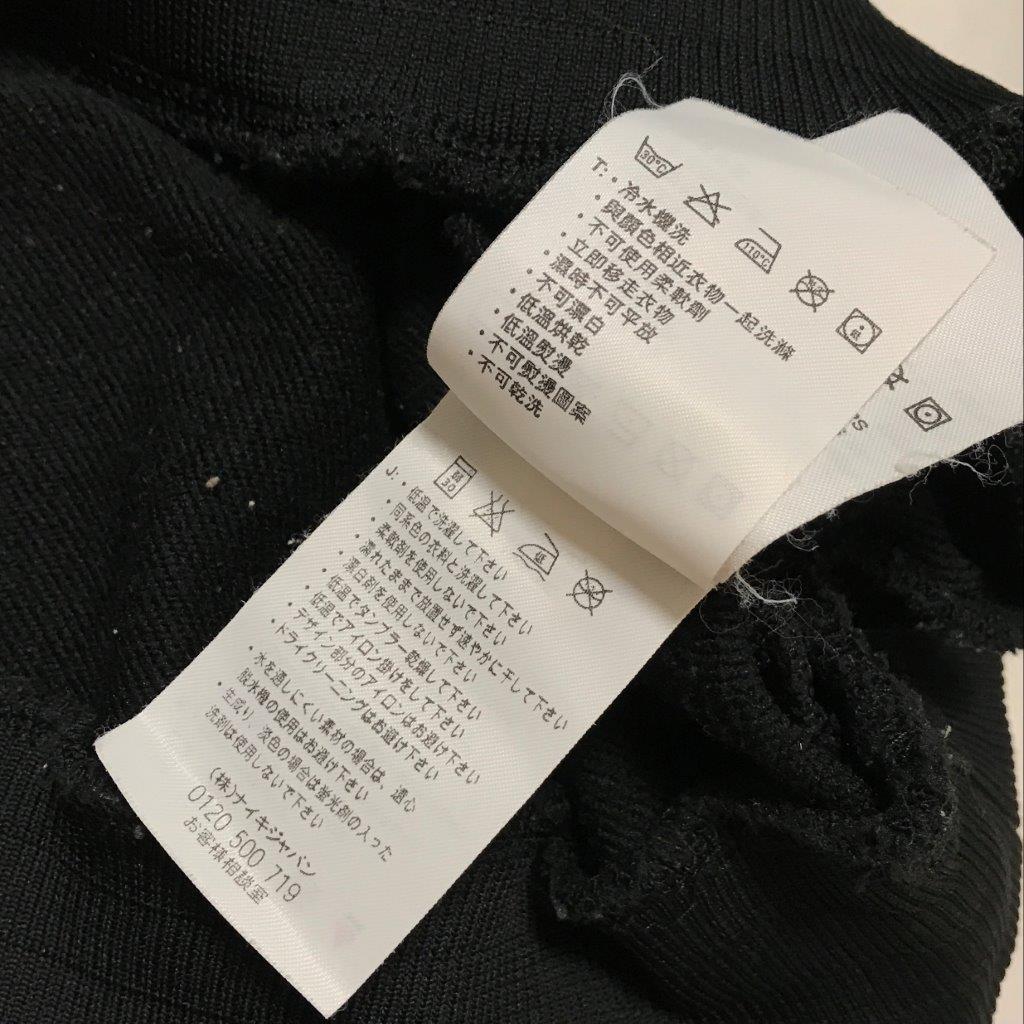 30°C
110°C
低
T:・冷水機洗
・與顏色相近衣物一起洗滌
・不可使用柔軟劑
・立即移走衣物
・濕時不可平放
・不可漂白
・低溫烘乾
・低溫熨燙
・不可熨燙圖案
・不可乾洗
rs
弱
30
低
J:・低温で洗濯して下さい
・同系色の衣料と洗濯して下さい
・柔軟剤を使用しないで下さい
・濡れたままで放置せず速やかに干して下さい
・漂白剤を使用しないで下さい
・低温でタンブラー乾燥して下さい
・低温でアイロン掛けをして下さい
・デザイン部分のアイロンはお避け下さい
・ドライクリーニングはお避け下さい
・水を通しにくい素材の場合は、遠心
脱水機の使用はお避け下さい
・生成り、淡色の場合は蛍光剤の入った
洗剤は使用しないで下さい
(株)ナイキジャパン
0120 500 719
お客様相談室